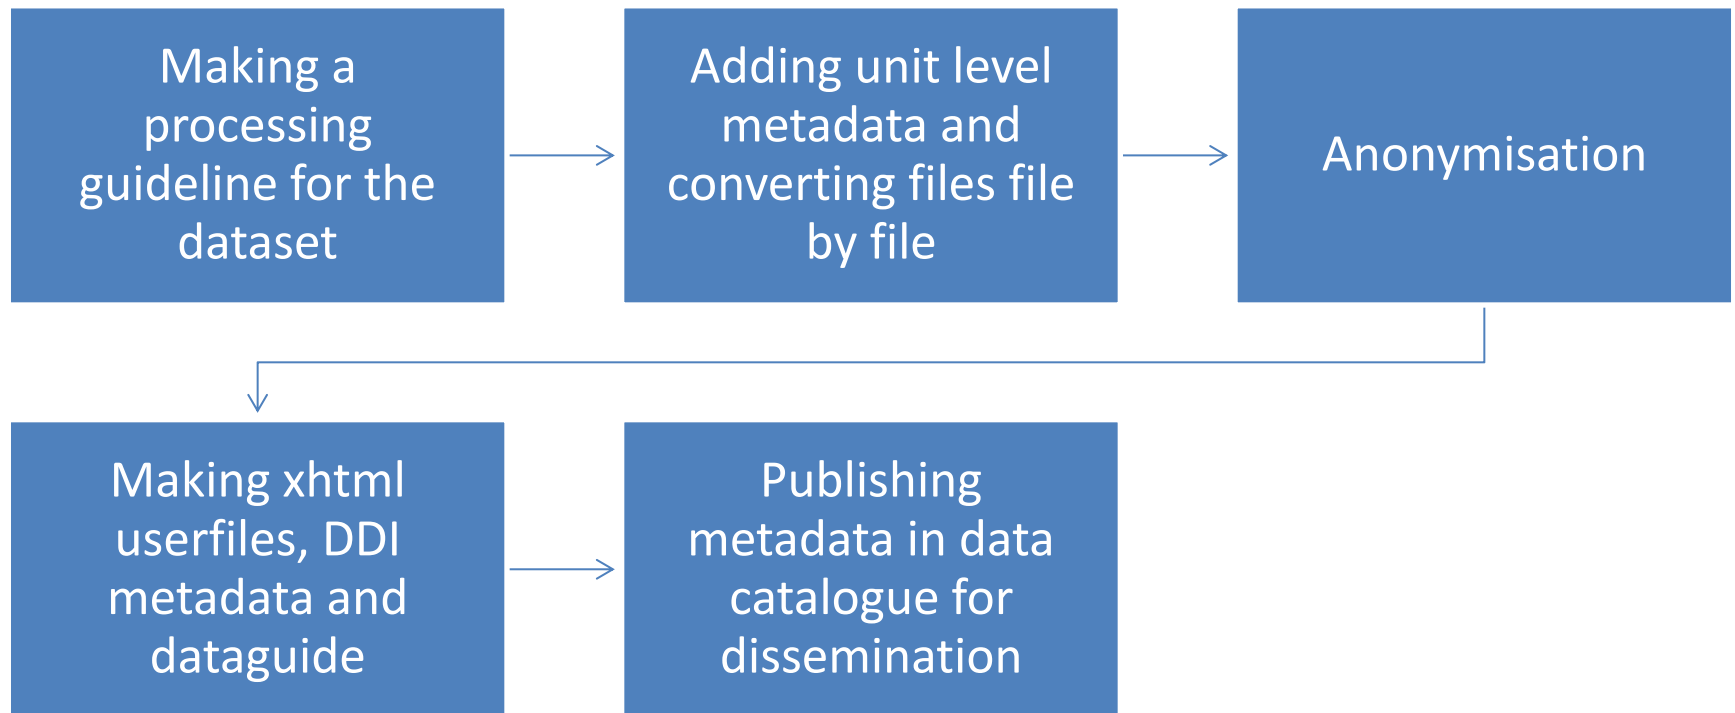 Making a
processing
guideline for the
dataset
Adding unit level
metadata and
converting files file
by file
Anonymisation
Making xhtml
userfiles, DDI
metadata and
dataguide
Publishing
metadata in data
catalogue for
dissemination